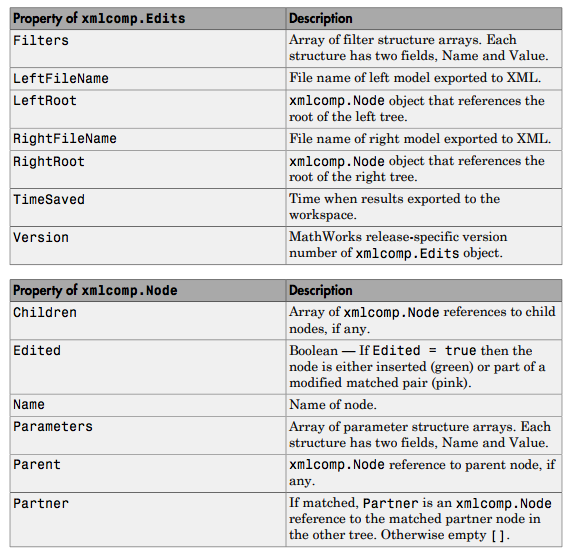 Property of xmlcomp.Edits Description
Filters Array of filter structure arrays. Each
structure has two fields, Name and Value.
LeftFileName File name of left model exported to XML.
LeftRoot xmlcomp.Node object that references the
root of the left tree.
RightFileName File name of right model exported to XML.
RightRoot xmlcomp.Node object that references the
root of the right tree.
TimeSaved Time when results exported to the
workspace.
Version MathWorks release-specific version
number of xmlcomp.Edits object.
Property of xmlcomp.Node Description
Children Array of xmlcomp.Node references to child
nodes, if any.
Edited Boolean — If Edited = true then the
node is either inserted (green) or part of a
modified matched pair (pink).
Name Name of node.
Parameters Array of parameter structure arrays. Each
structure has two fields, Name and Value.
Parent xmlcomp.Node reference to parent node, if
any.
Partner If matched, Partner is an xmlcomp.Node
reference to the matched partner node in
the other tree. Otherwise empty [].